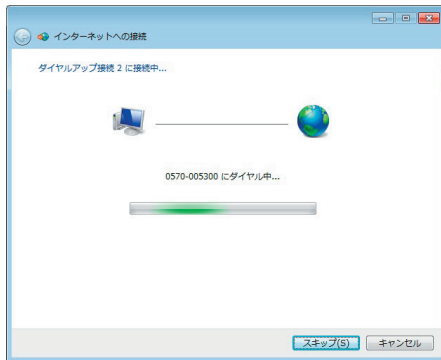 インターネットへの接続
ダイヤルアップ接続 2 に接続中...
0570-005300 にダイヤル中...
スキップ(S)
キャンセル